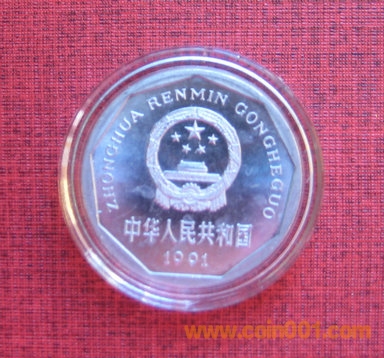 ZHONGHUA RENMIN GONGHEGUO
中华人民共和国
1991
www.coin001.com